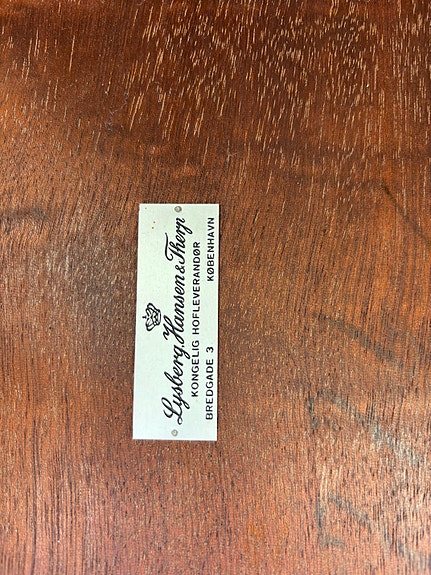 Lysberg, Hansen & Therp
KONGELIG HOFLEVERANDØR
BREDGADE 3 KØBENHAVN